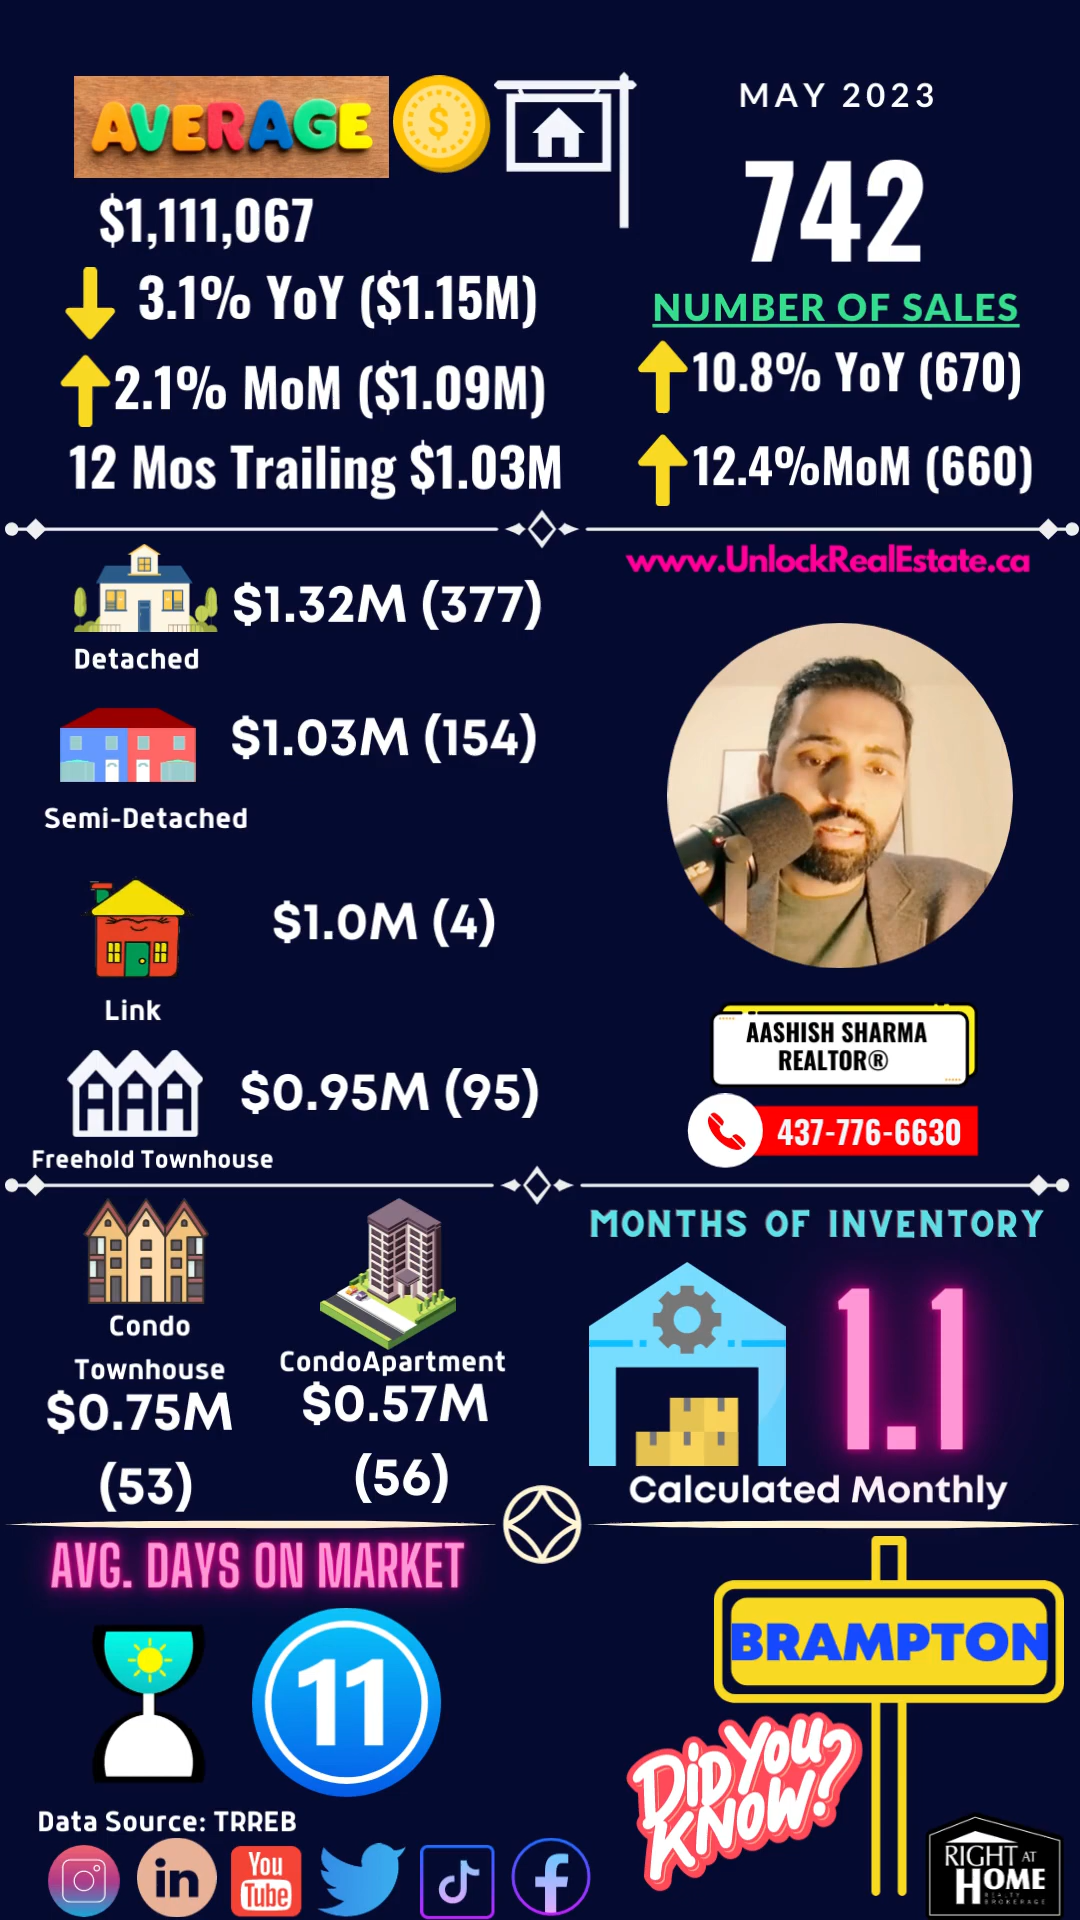 AVERAGE
$
$1,111,067
3.1% YoY ($1.15M)
2.1% MoM ($1.09M)
12 Mos Trailing $1.03M
MAY 2023
742
NUMBER OF SALES
10.8% YoY (670)
12.4%MoM (660)
www.UnlockRealEstate.ca
$1.32M (377)
Detached
$1.03M (154)
Semi-Detached
$1.0M (4)
Link
$0.95M (95)
Freehold Townhouse
AASHISH SHARMA
REALTOR®
437-776-6630
Condo
Townhouse
$0.75M
(53)
CondoApartment
$0.57M
(56)
MONTHS OF INVENTORY
1.1
Calculated Monthly
AVG. DAYS ON MARKET
11
BRAMPTON
DID YOU
KNOW?
Data Source: TRREB
in
You
Tube
f
RIGHT AT
HOME
REALTY
BROKERAGE